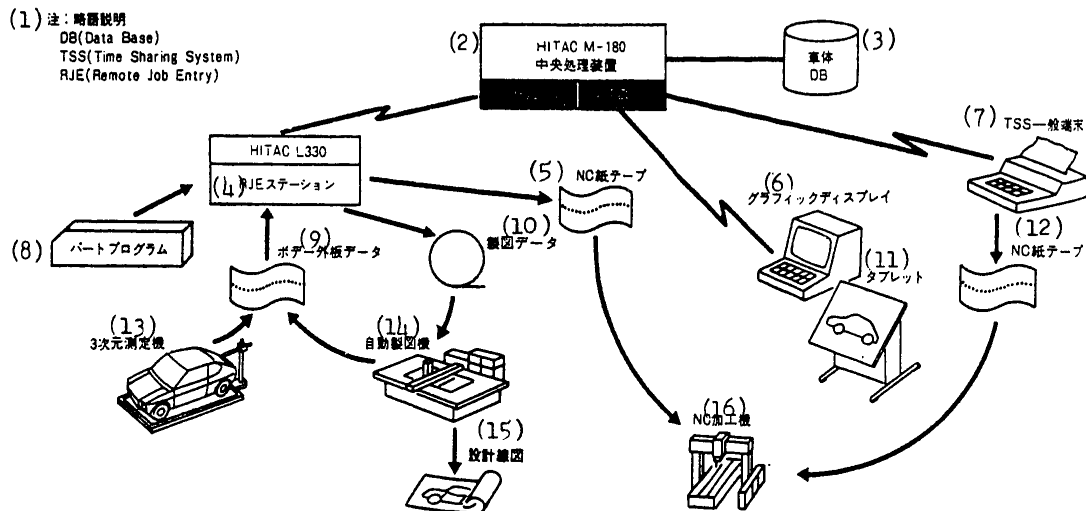 (1) 注：略語説明
DB(Data Base)
TSS(Time Sharing System)
RJE(Remote Job Entry)
(2) HITAC M-180
中央処理装置
(3) 車体
DB
HITAC L330
(4) RJEステーション
(5) NC紙テープ
(6)
グラフィックディスプレイ
(7) TSS一般端末
(8) パートプログラム
(9)
ボデー外板データ
(10)
製図データ
(11)
タブレット
(12)
NC紙テープ
(13)
3次元測定機
(14)
自動製図機
(15)
設計線図
(16)
NC加工機